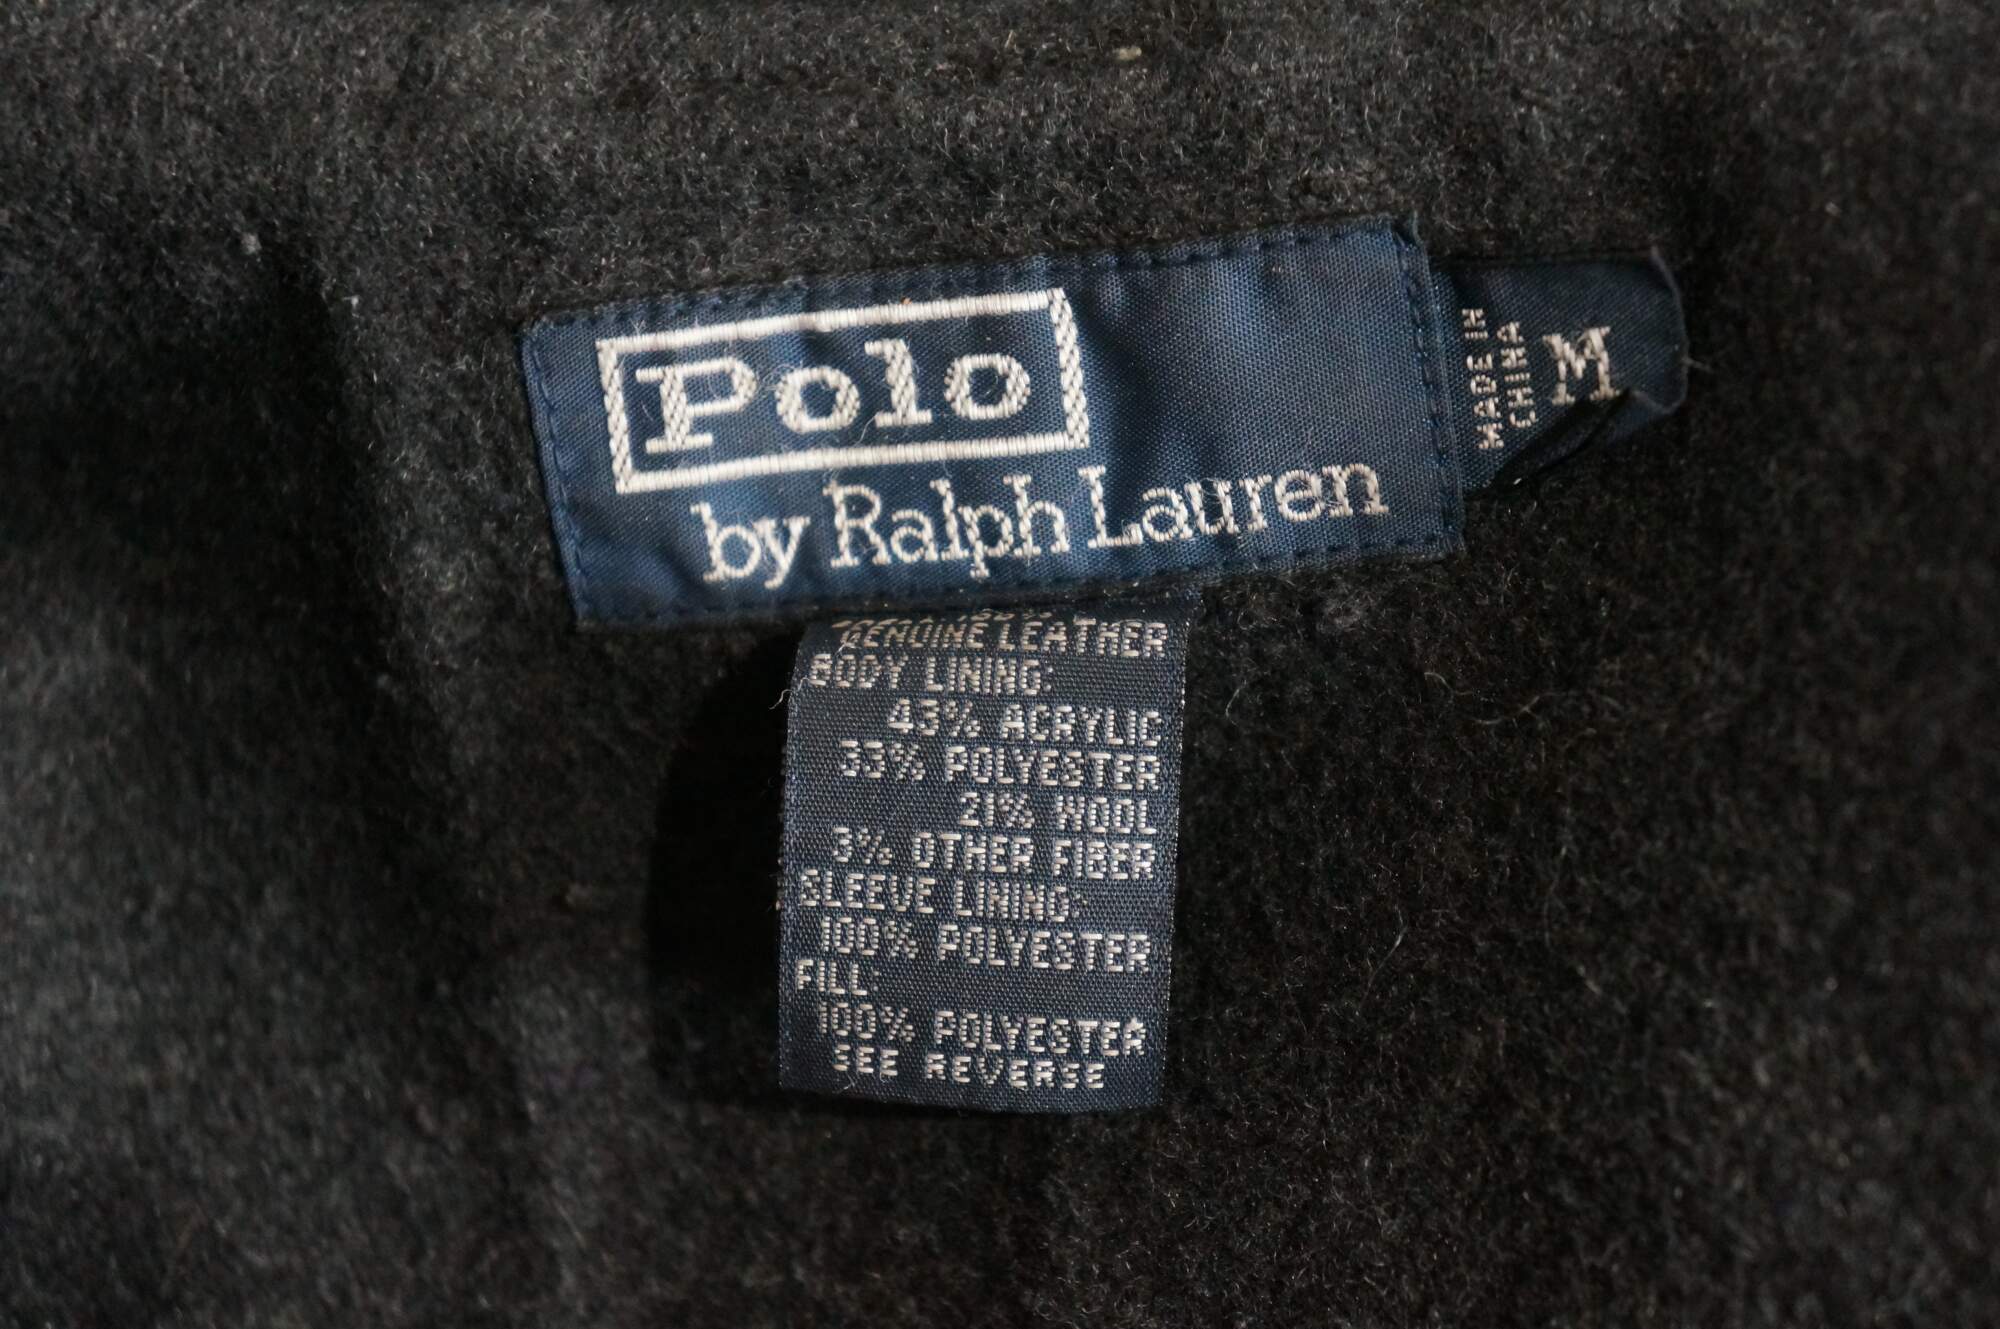 Polo
by Ralph Lauren
MADE IN
CHINA
M
GENUINE LEATHER
BODY LINING:
43% ACRYLIC
33% POLYESTER
21% WOOL
3% OTHER FIBER
SLEEVE LINING:
100% POLYESTER
FILL:
100% POLYESTER
SEE REVERSE